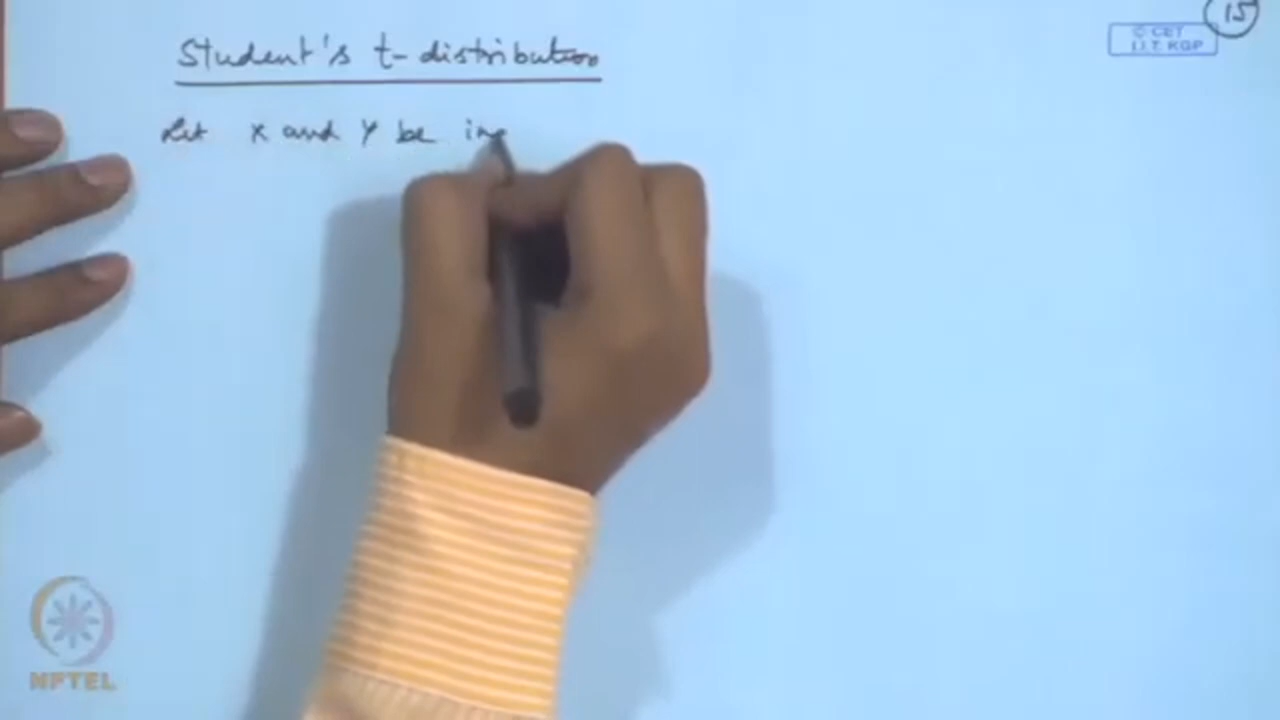 15
© CET
I.I.T. KGP
Student's t-distribution
Let X and Y be in
NPTEL